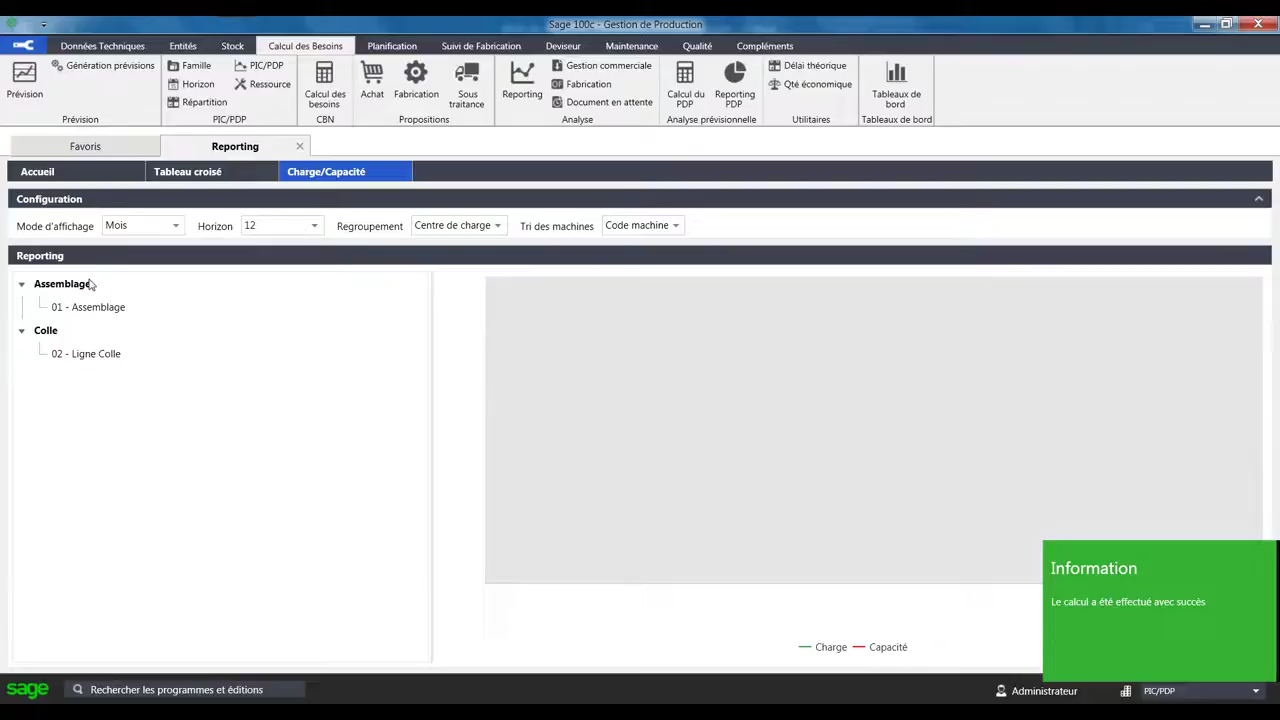 Sage 100c - Gestion de Production
Données Techniques Entités Stock Calcul des Besoins Planification Suivi de Fabrication Deviseur Maintenance Qualité Compléments
Prévision
Génération prévisions
Prévision
Famille
Horizon
Répartition
PIC/PDP
Ressource
PIC/PDP
Calcul des
besoins
CBN
Achat
Fabrication
Sous
traitance
Propositions
Reporting
Gestion commerciale
Fabrication
Document en attente
Analyse
Calcul du
PDP
Reporting
PDP
Analyse prévisionnelle
Délai théorique
Qté économique
Utilitaires
Tableaux de
bord
Tableaux de bord
Favoris Reporting
Accueil Tableau croisé Charge/Capacité
Configuration
Mode d'affichage Mois Horizon 12 Regroupement Centre de charge Tri des machines Code machine
Reporting
Assemblage
01 - Assemblage
Colle
02 - Ligne Colle
Charge Capacité
Information
Le calcul a été effectué avec succès
sage Rechercher les programmes et éditions Administrateur PIC/PDP